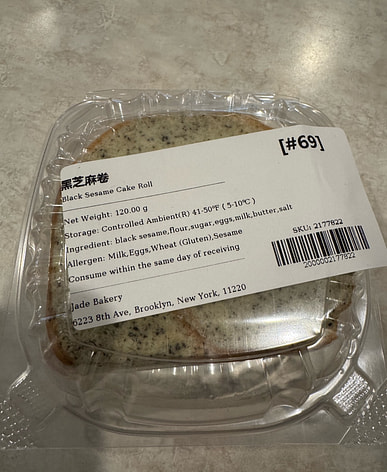 [#69]
黑芝麻卷
Black Sesame Cake Roll
Net Weight: 120.00 g
Storage: Controlled Ambient(R) 41-50°F ( 5-10°C )
Ingredient: black sesame,flour,sugar,eggs,milk,butter,salt
Allergen: Milk,Eggs,Wheat (Gluten),Sesame
Consume within the same day of receiving
SKU: 2177822
2000002177822
Jade Bakery
6223 8th Ave, Brooklyn, New York, 11220